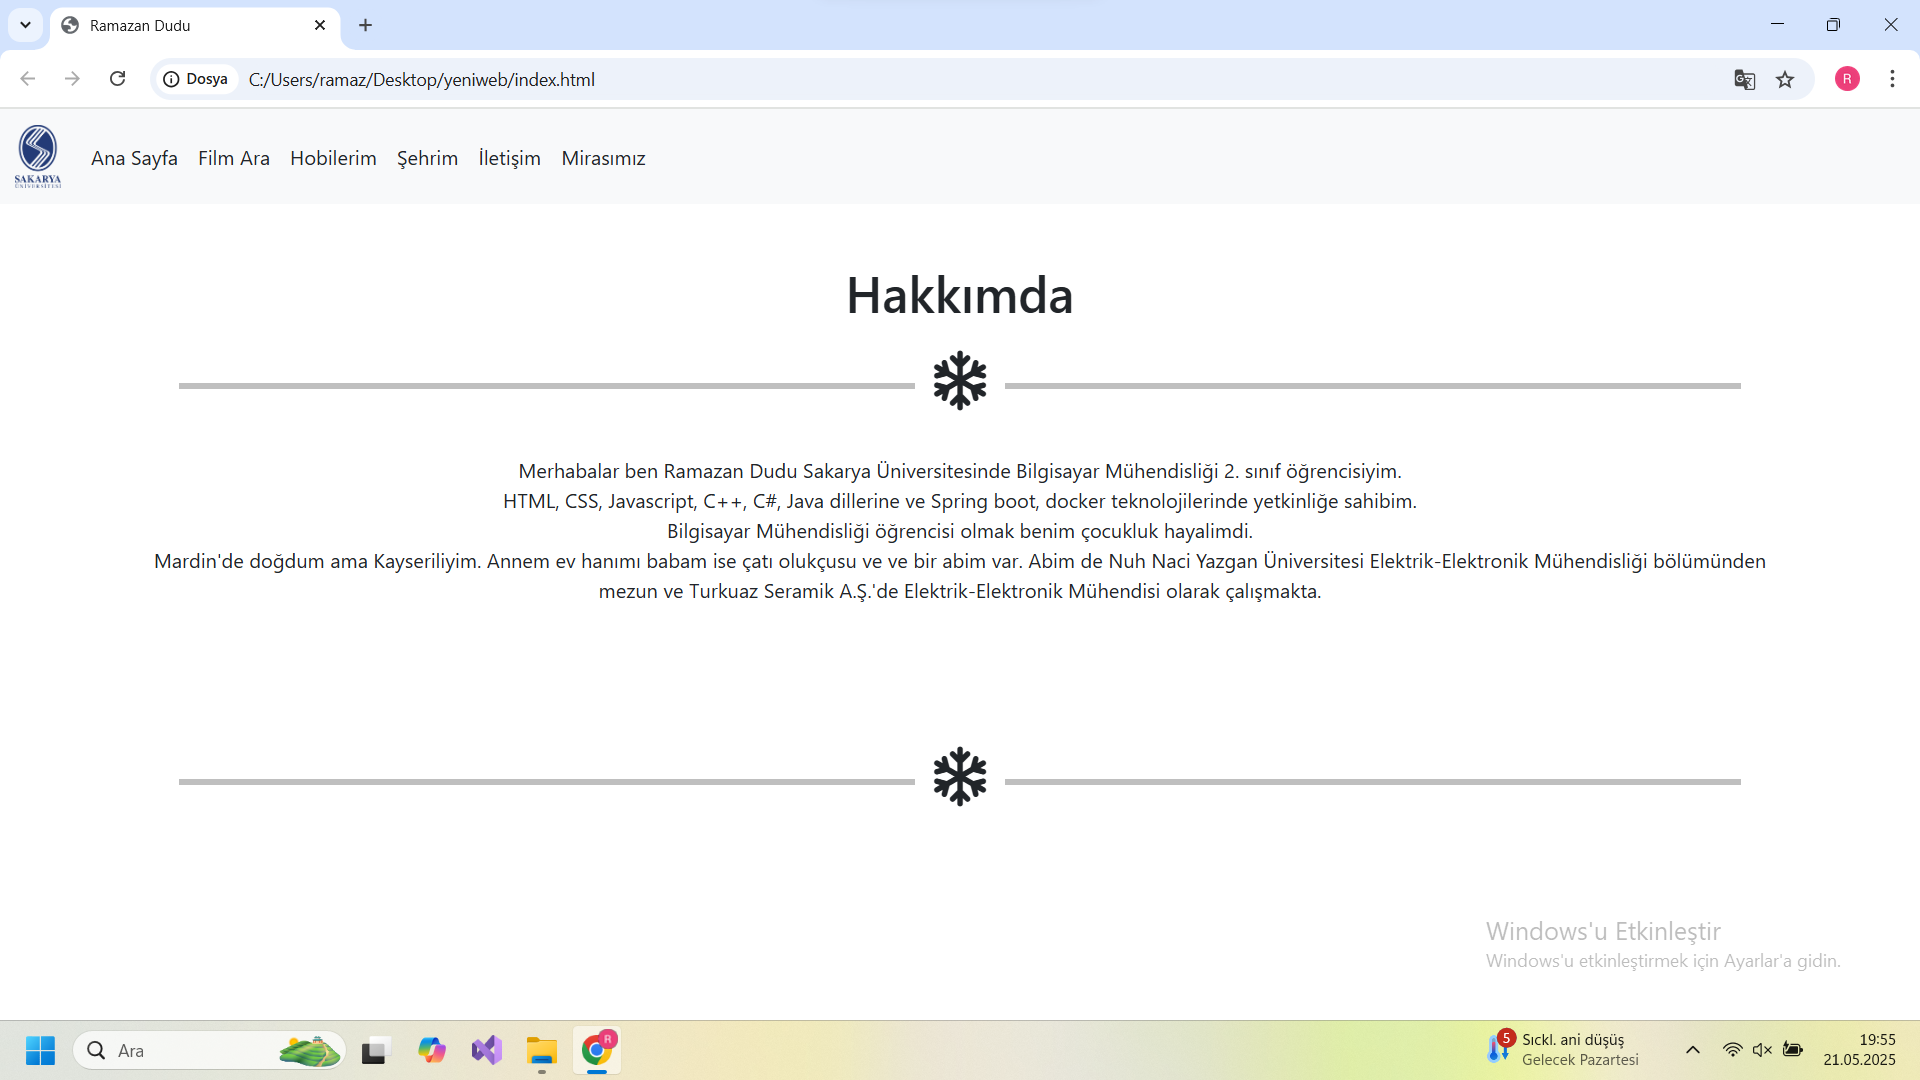 Ramazan Dudu
Dosya
C:/Users/ramaz/Desktop/yeniweb/index.html
R
SAKARYA
ÜNİVERSİTESİ
Ana Sayfa
Film Ara
Hobilerim
Şehrim
İletişim
Mirasımız
Hakkımda
Merhabalar ben Ramazan Dudu Sakarya Üniversitesinde Bilgisayar Mühendisliği 2. sınıf öğrencisiyim.
HTML, CSS, Javascript, C++, C#, Java dillerine ve Spring boot, docker teknolojilerinde yetkinliğe sahibim.
Bilgisayar Mühendisliği öğrencisi olmak benim çocukluk hayalimdi.
Mardin'de doğdum ama Kayseriliyim. Annem ev hanımı babam ise çatı olukçusu ve ve bir abim var. Abim de Nuh Naci Yazgan Üniversitesi Elektrik-Elektronik Mühendisliği bölümünden
mezun ve Turkuaz Seramik A.Ş.'de Elektrik-Elektronik Mühendisi olarak çalışmakta.
Windows'u Etkinleştir
Windows'u etkinleştirmek için Ayarlar'a gidin.
Ara
R
5
Sıckl. ani düşüş
Gelecek Pazartesi
19:55
21.05.2025